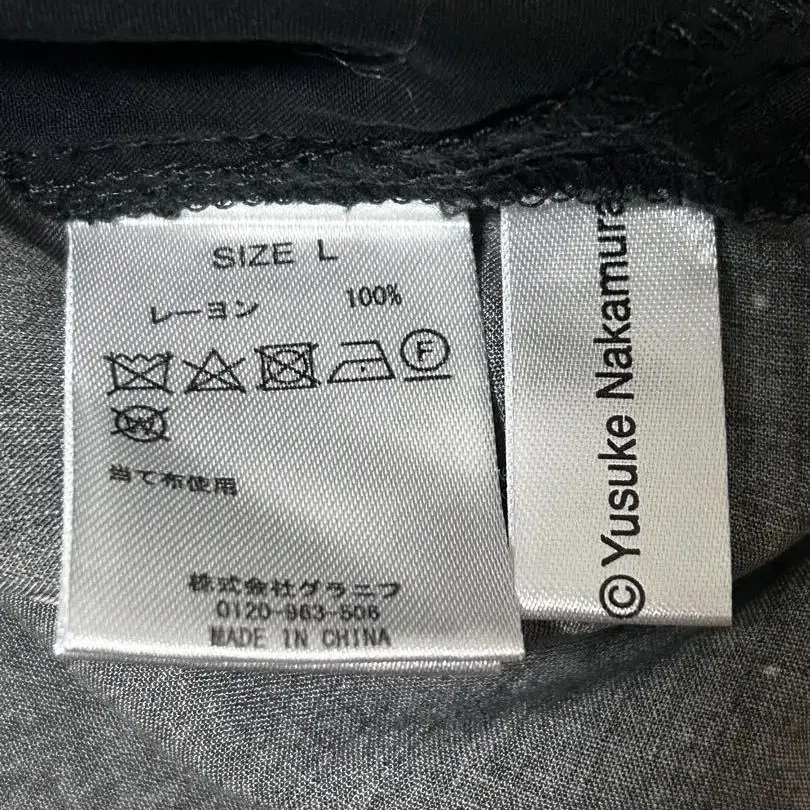 SIZE L
レーヨン 100%
F
W
当て布使用
株式会社グラニフ
0120-963-506
MADE IN CHINA
©Yusuke Nakamura